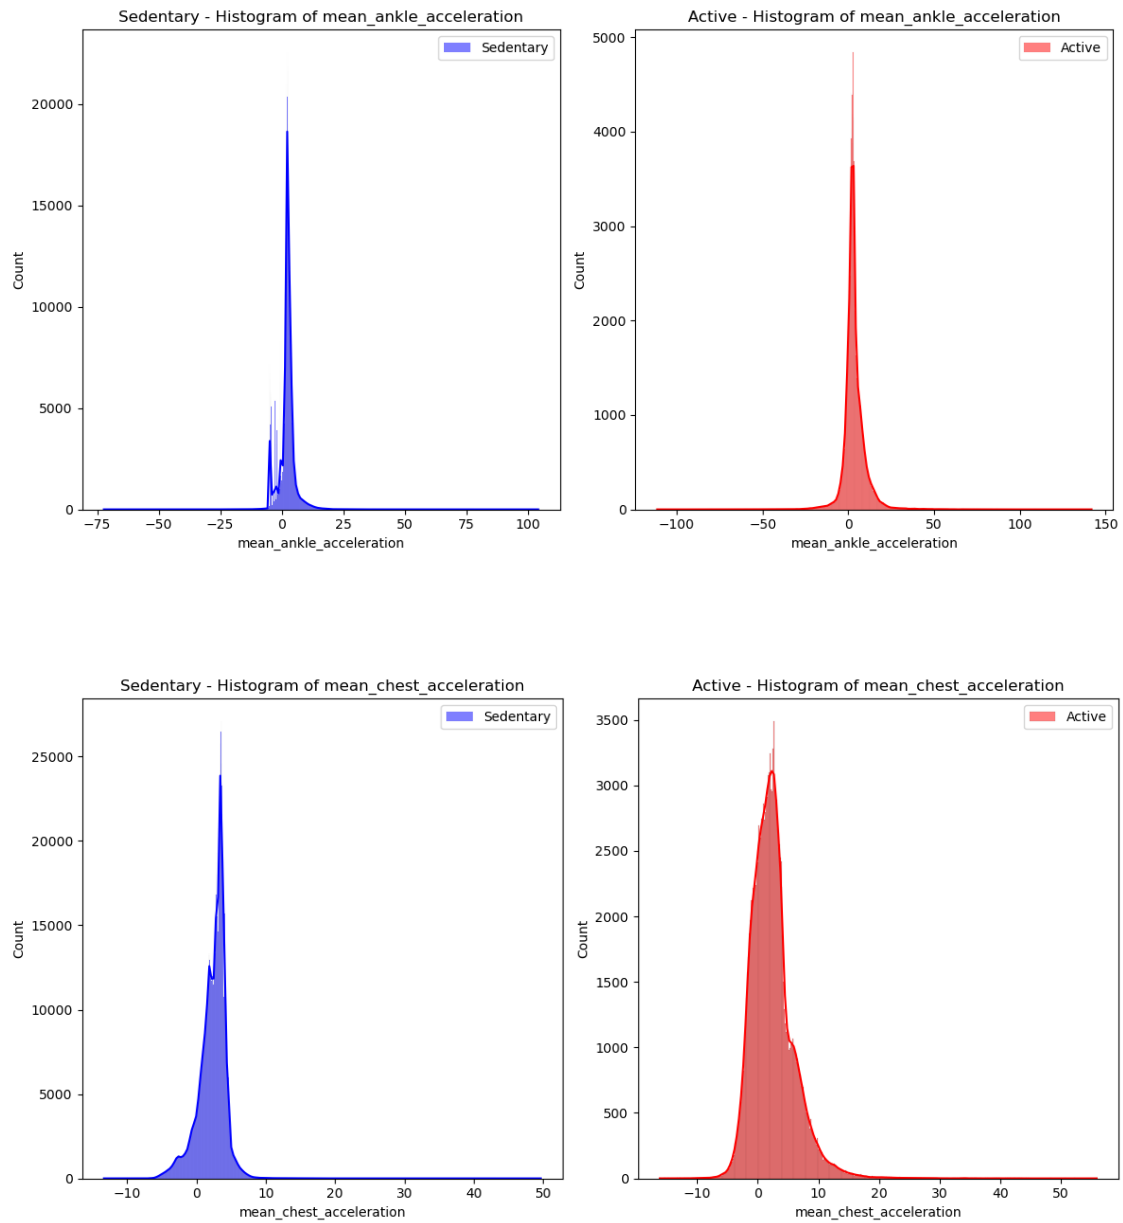 Sedentary - Histogram of mean_ankle_acceleration
Sedentary
Count
20000
15000
10000
5000
0
−75 −50 −25 0 25 50 75 100
mean_ankle_acceleration
Active - Histogram of mean_ankle_acceleration
Active
Count
5000
4000
3000
2000
1000
0
−100 −50 0 50 100 150
mean_ankle_acceleration
Sedentary - Histogram of mean_chest_acceleration
Sedentary
Count
25000
20000
15000
10000
5000
0
−10 0 10 20 30 40 50
mean_chest_acceleration
Active - Histogram of mean_chest_acceleration
Active
Count
3500
3000
2500
2000
1500
1000
500
0
−10 0 10 20 30 40 50
mean_chest_acceleration